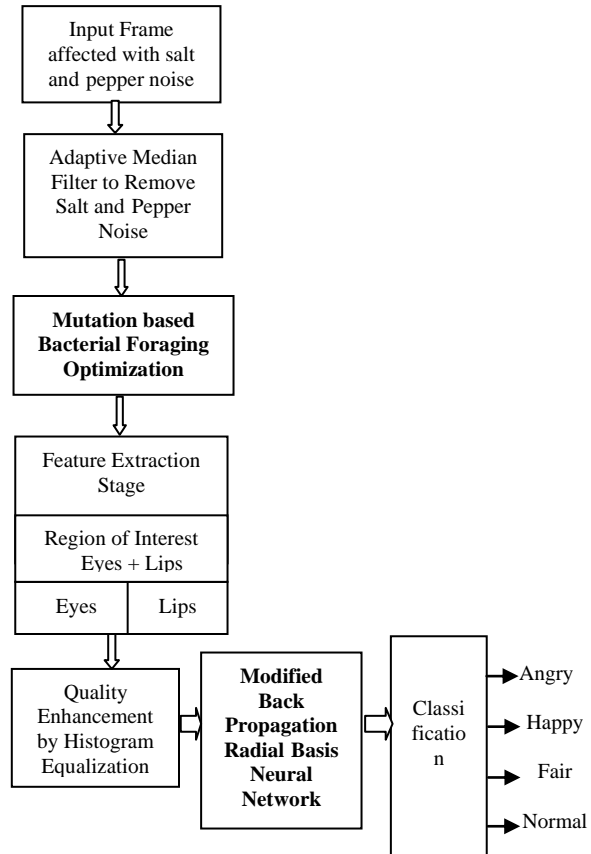 Input Frame
affected with salt
and pepper noise
Adaptive Median
Filter to Remove
Salt and Pepper
Noise
Mutation based
Bacterial Foraging
Optimization
Feature Extraction
Stage
Region of Interest
Eyes + Lips
Eyes
Lips
Quality
Enhancement
by Histogram
Equalization
Modified
Back
Propagation
Radial Basis
Neural
Network
Classi
ficatio
n
Angry
Happy
Fair
Normal